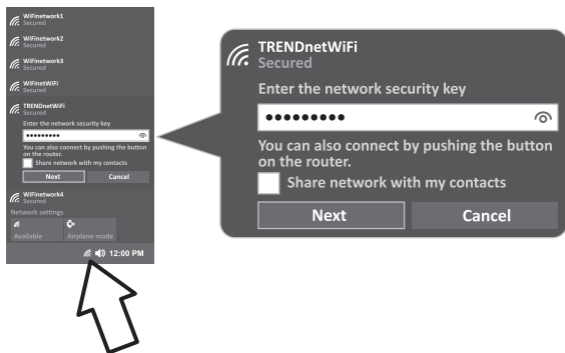 WiFinetwork1
Secured
WiFinetwork2
Secured
WiFinetwork3
Secured
WiFinetWiFi
Secured
TRENDnetWiFi
Secured
Enter the network security key
●●●●●●●●●
You can also connect by pushing the button
on the router.
Share network with my contacts
Next Cancel
WiFinetwork4
Secured
Network settings
Available Airplane mode
12:00 PM
TRENDnetWiFi
Secured
Enter the network security key
●●●●●●●●●
You can also connect by pushing the button
on the router.
Share network with my contacts
Next Cancel